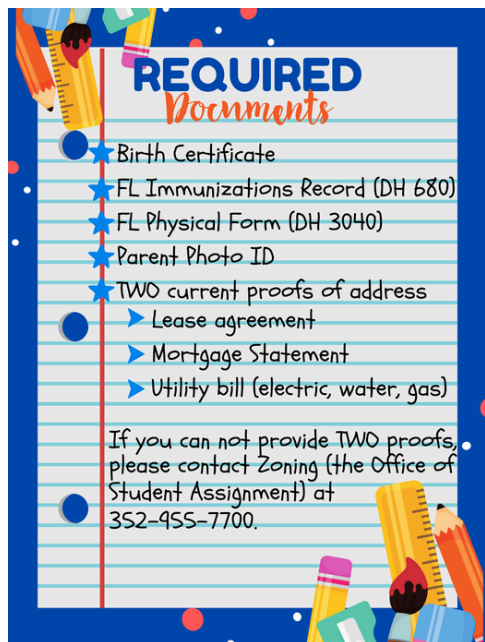 REQUIRED
Documents
Birth Certificate
FL Immunizations Record (DH 680)
FL Physical Form (DH 3040)
Parent Photo ID
TWO current proofs of address
Lease agreement
Mortgage Statement
Utility bill (electric, water, gas)
If you can not provide TWO proofs,
please contact Zoning (the Office of
Student Assignment) at
352-955-7700.